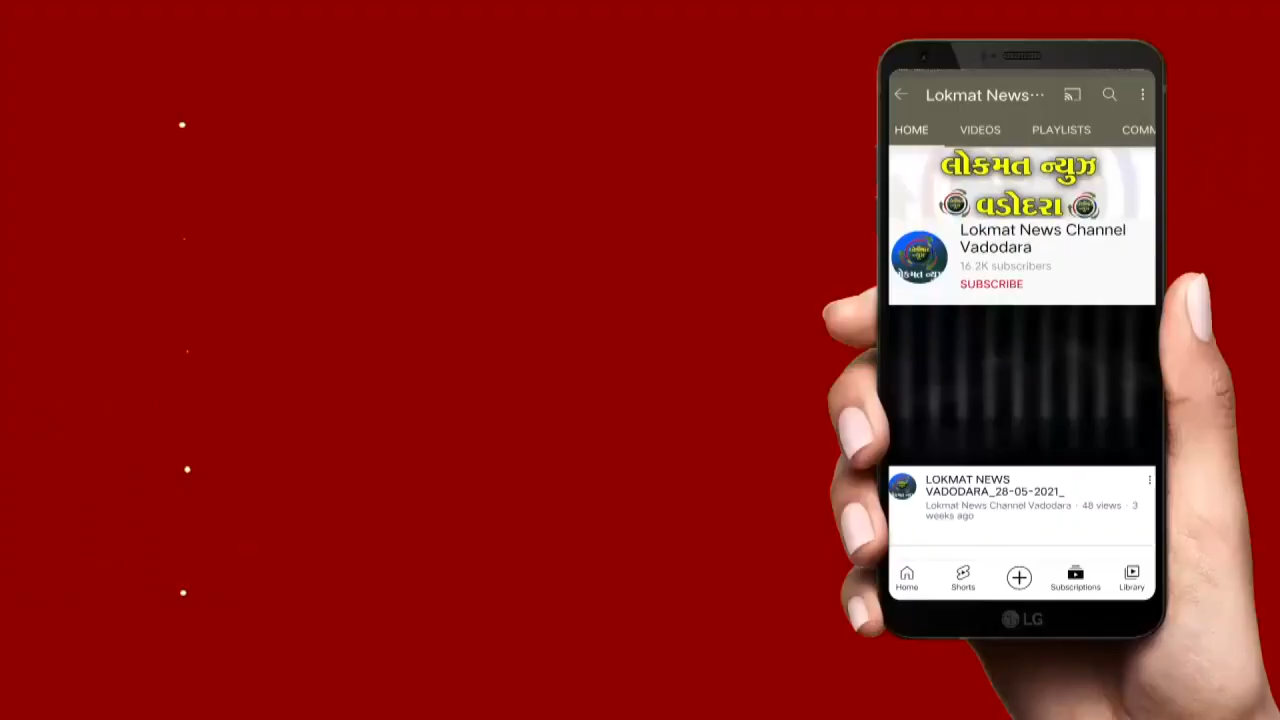 Lokmat News···
HOME VIDEOS PLAYLISTS COMM
લોકમત ન્યુઝ
વડોદરા
Lokmat News Channel
Vadodara
16.2K subscribers
SUBSCRIBE
LOKMAT NEWS
VADODARA_28-05-2021_
Lokmat News Channel Vadodara · 48 views · 3
weeks ago
Home Shorts Subscriptions Library
LG